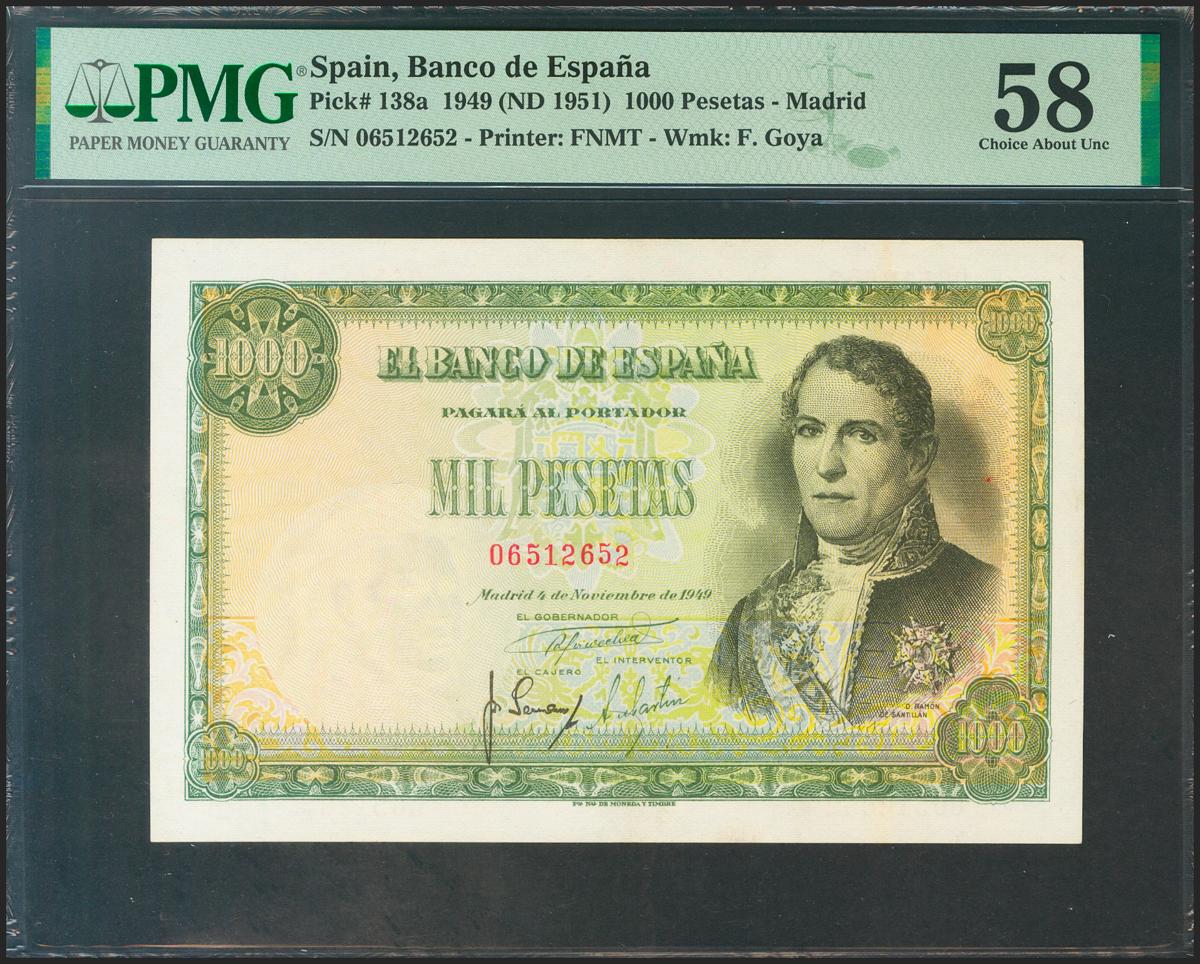 PMG®
PAPER MONEY GUARANTY
Spain, Banco de España
Pick# 138a 1949 (ND 1951) 1000 Pesetas - Madrid
S/N 06512652 - Printer: FNMT - Wmk: F. Goya
58
Choice About Unc
1000
1000
EL BANCO DE ESPAÑA
PAGARÁ AL PORTADOR
MIL PESETAS
06512652
Madrid 4 de Noviembre de 1949
EL GOBERNADOR
EL INTERVENTOR
EL CAJERO
D. RAMÓN
DE SANTILLÁN
1000
1000
DE MONEDA Y TIMBRE